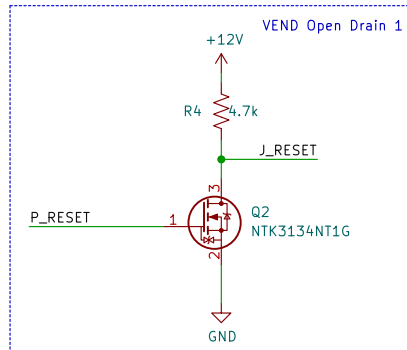 VEND Open Drain 1
+12V
R4 4.7k
J_RESET
3
Q2
P_RESET
1
NTK3134NT1G
2
GND